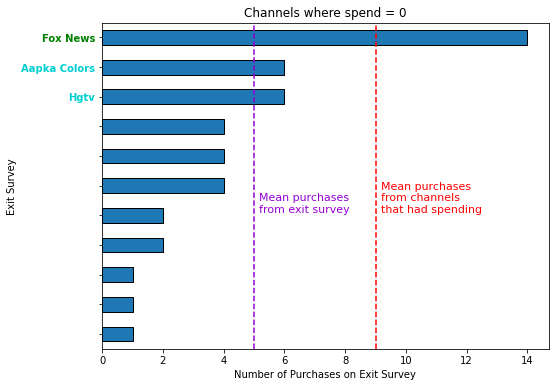 Channels where spend = 0
Fox News
Aapka Colors
Hgtv
Exit Survey
Mean purchases
from exit survey
Mean purchases
from channels
that had spending
0 2 4 6 8 10 12 14
Number of Purchases on Exit Survey